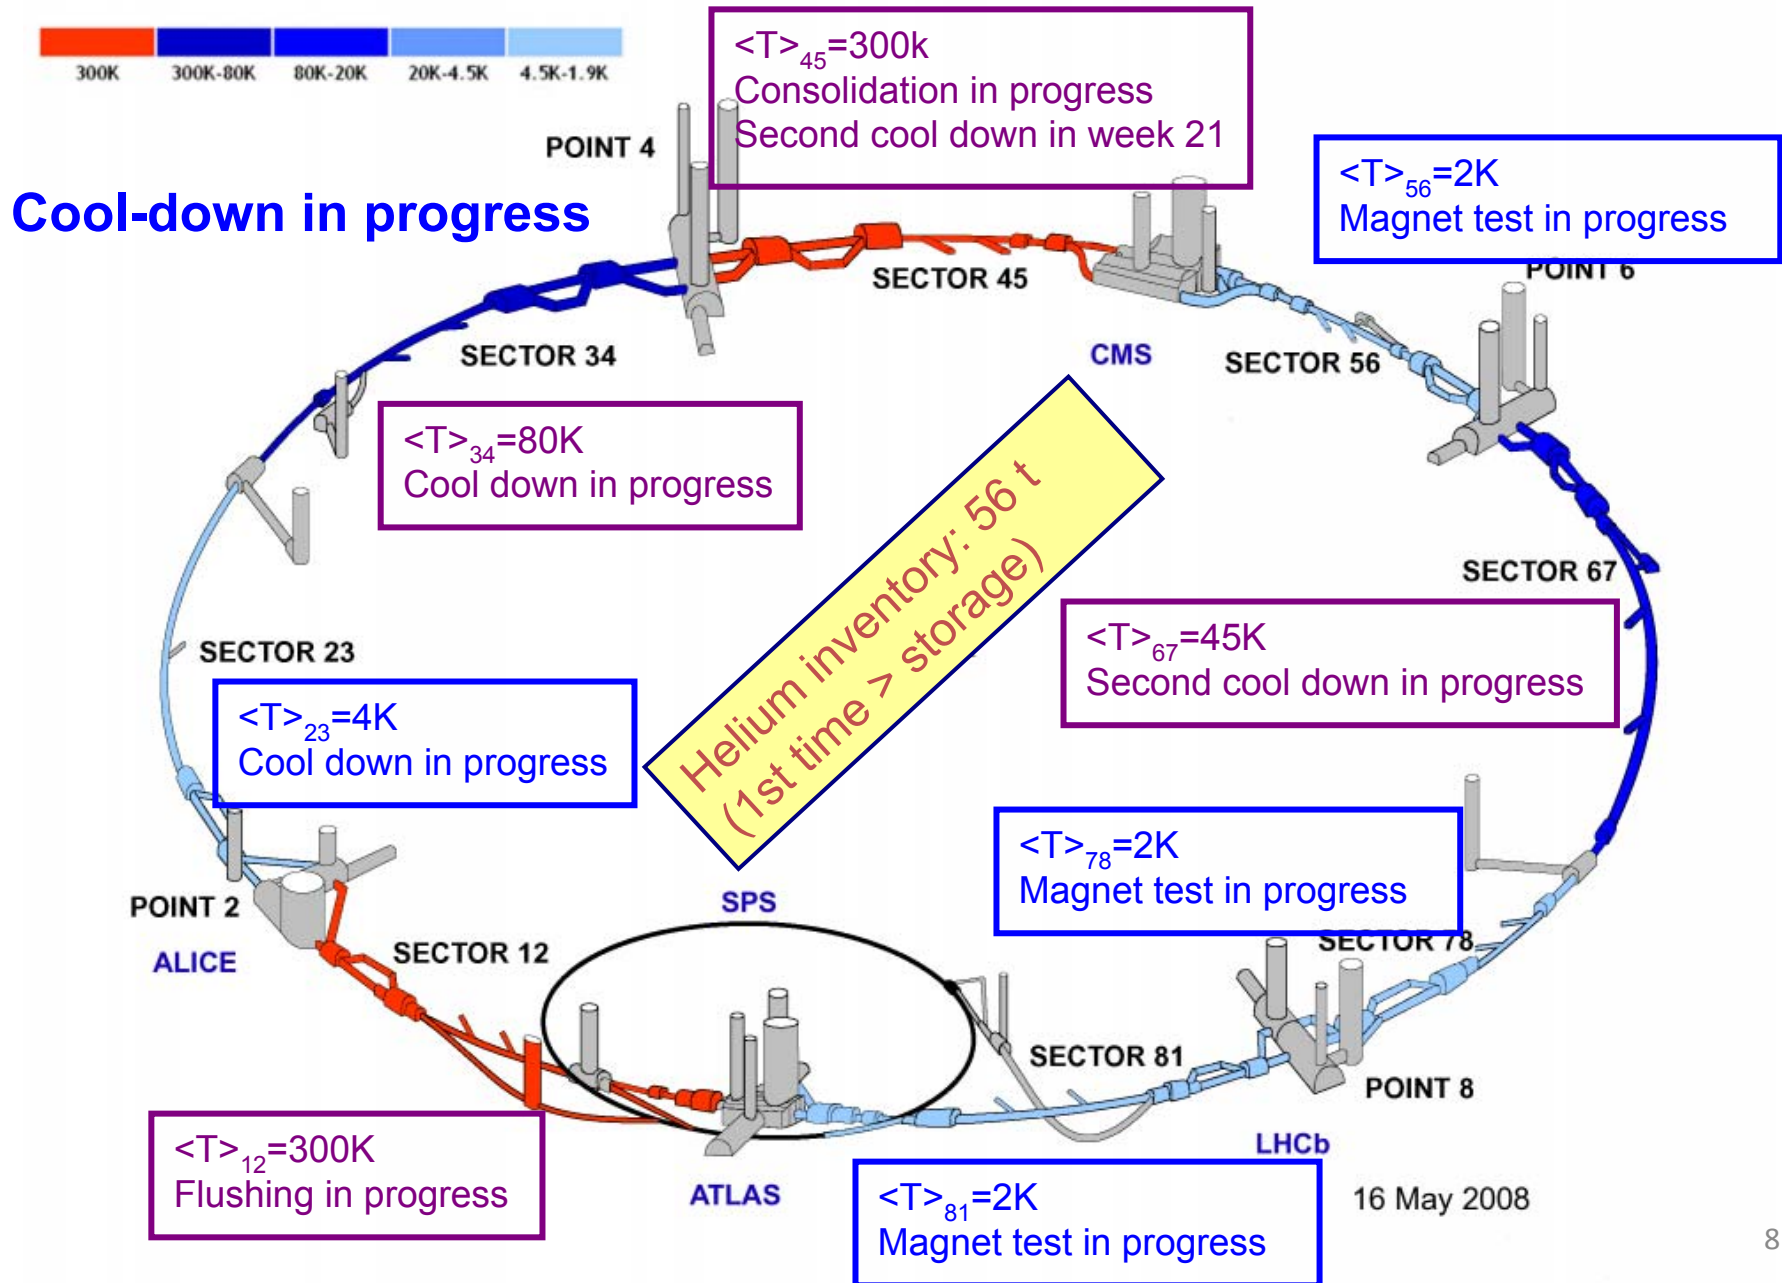 300K 300K-80K 80K-20K 20K-4.5K 4.5K-1.9K
<T>45=300k
Consolidation in progress
Second cool down in week 21
POINT 4
<T>56=2K
Magnet test in progress
Cool-down in progress
POINT 6
SECTOR 45
SECTOR 34
CMS
SECTOR 56
<T>34=80K
Cool down in progress
Helium inventory: 56 t
(1st time > storage)
SECTOR 67
<T>67=45K
Second cool down in progress
SECTOR 23
<T>23=4K
Cool down in progress
<T>78=2K
Magnet test in progress
POINT 2
ALICE
SPS
SECTOR 12
SECTOR 78
SECTOR 81
POINT 8
LHCb
<T>12=300K
Flushing in progress
ATLAS
<T>81=2K
Magnet test in progress
16 May 2008
8